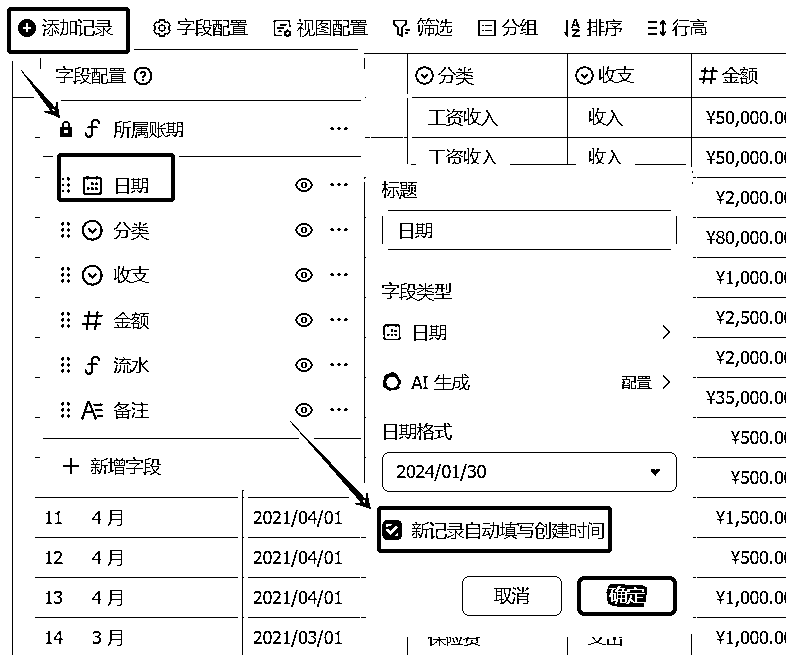 添加记录 字段配置 视图配置 筛选 分组 排序 行高
字段配置 ?
所属账期
日期
分类
收支
金额
流水
备注
新增字段
分类 收支 金额
工资收入 收入 ¥50,000.00
工资收入 收入 ¥50,000.00
¥2,000.00
¥80,000.00
¥1,000.00
¥2,500.00
¥2,000.00
¥35,000.00
¥500.00
¥500.00
标题
日期
字段类型
日期
AI 生成 配置
日期格式
2024/01/30
新记录自动填写创建时间
取消 确定
11 4 月 2021/04/01 ¥1,500.00
12 4 月 2021/04/01 ¥500.00
13 4 月 2021/04/01 ¥1,000.00
14 3 月 2021/03/01 保险费 支出 ¥1,000.00